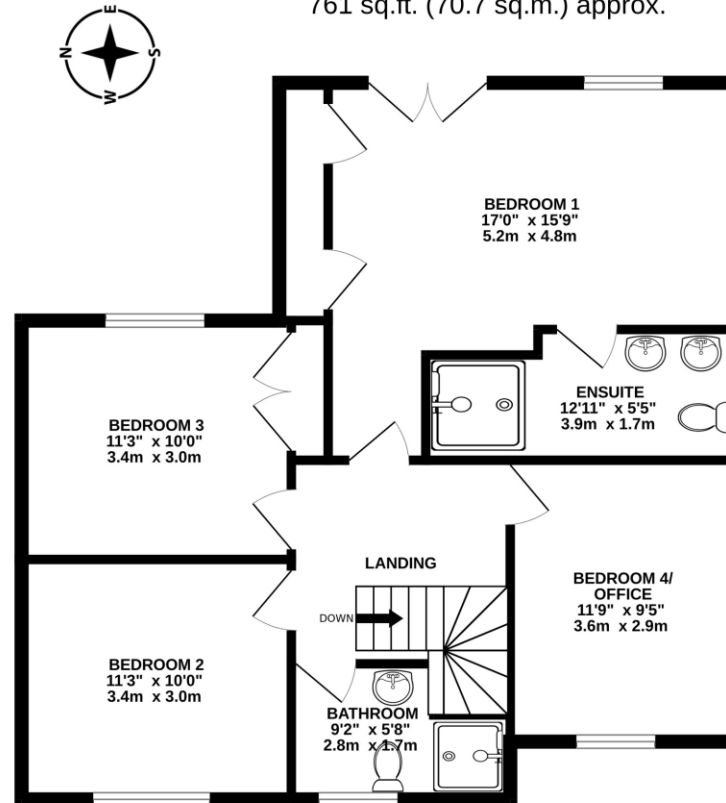 761 sq.ft. (70.7 sq.m.) approx.
E
N
S
W
BEDROOM 1
17'0" x 15'9"
5.2m x 4.8m
ENSUITE
12'11" x 5'5"
3.9m x 1.7m
BEDROOM 3
11'3" x 10'0"
3.4m x 3.0m
LANDING
DOWN
BEDROOM 4/
OFFICE
11'9" x 9'5"
3.6m x 2.9m
BEDROOM 2
11'3" x 10'0"
3.4m x 3.0m
BATHROOM
9'2" x 5'8"
2.8m x 1.7m